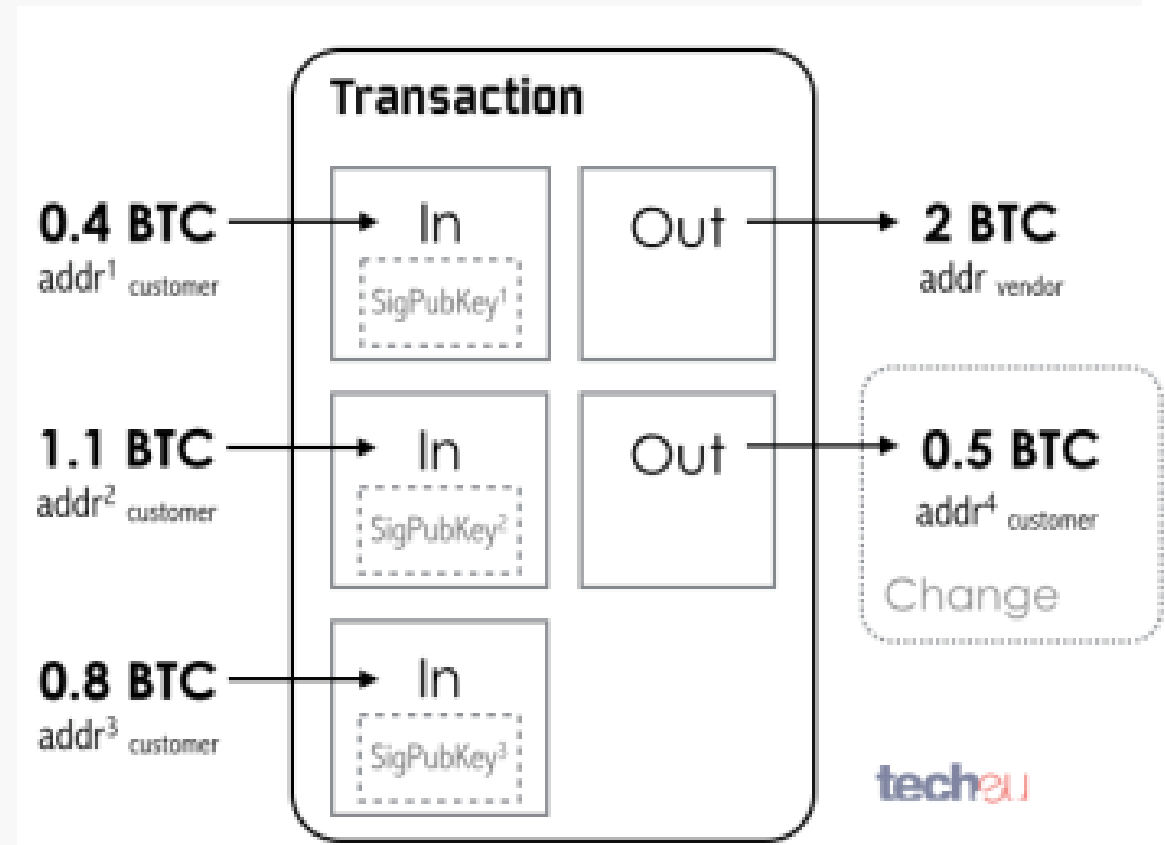 Transaction
0.4 BTC
addr¹ customer
In
SigPubKey¹
Out
2 BTC
addr vendor
1.1 BTC
addr² customer
In
SigPubKey²
Out
0.5 BTC
addr⁴ customer
Change
0.8 BTC
addr³ customer
In
SigPubKey³
techeu